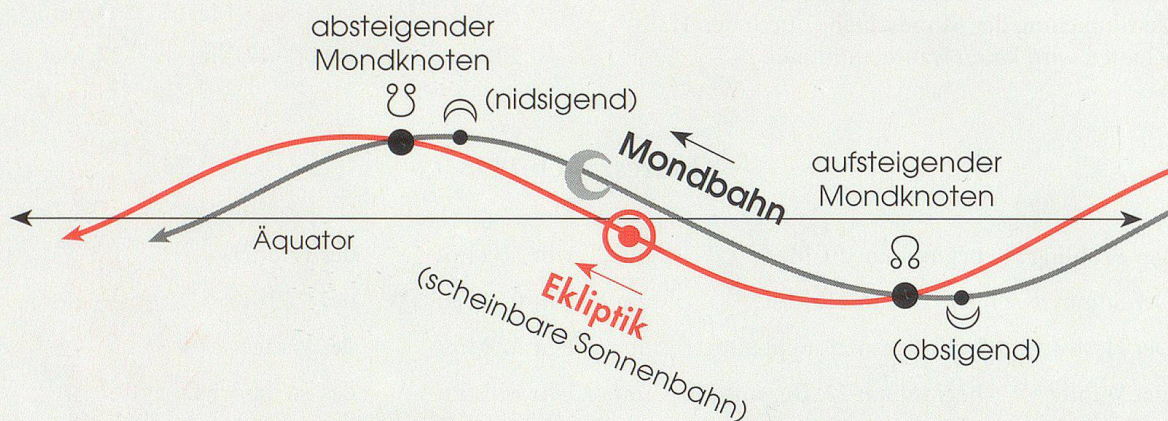 absteigender
Mondknoten
☋
(nidsigend)
Mondbahn
aufsteigender
Mondknoten
Äquator
☊
Ekliptik
(scheinbare Sonnenbahn)
(obsigend)